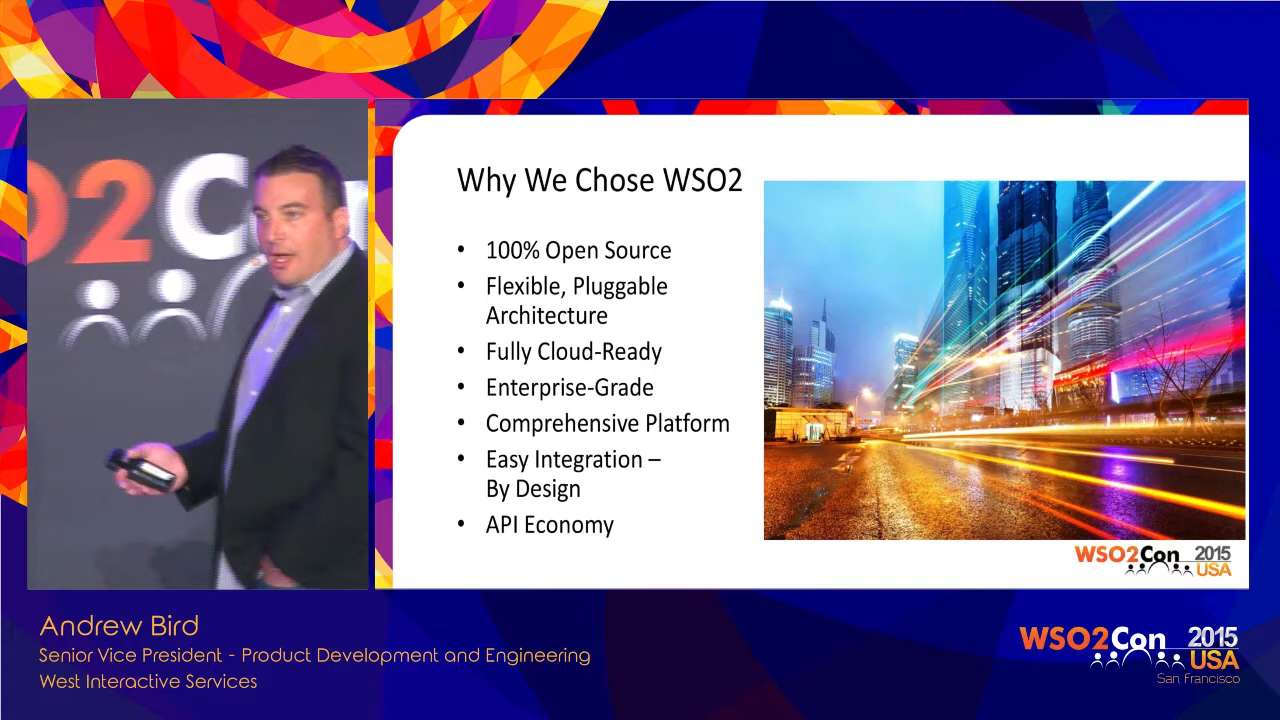 O2Con
Why We Chose WSO2
• 100% Open Source
• Flexible, Pluggable
Architecture
• Fully Cloud-Ready
• Enterprise-Grade
• Comprehensive Platform
• Easy Integration –
By Design
• API Economy
WSO2Con 2015
USA
Andrew Bird
Senior Vice President - Product Development and Engineering
West Interactive Services
WSO2Con 2015
USA
San Francisco